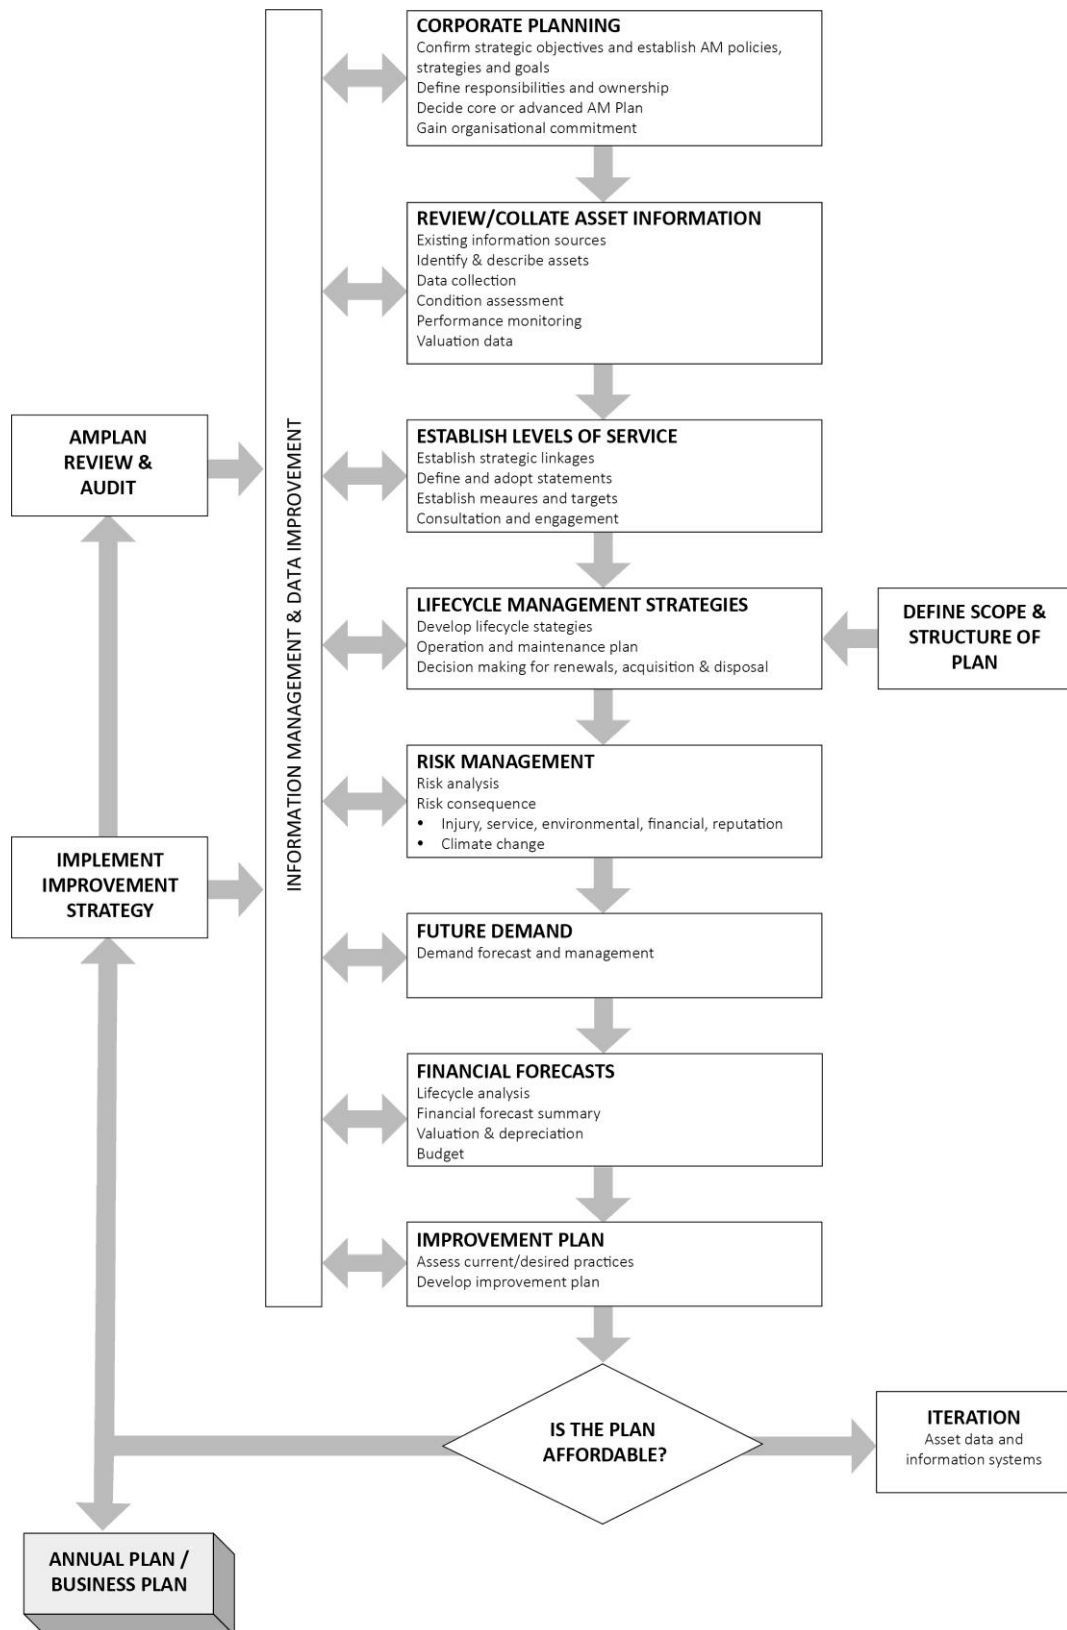 CORPORATE PLANNING
Confirm strategic objectives and establish AM policies,
strategies and goals
Define responsibilities and ownership
Decide core or advanced AM Plan
Gain organisational commitment
REVIEW/COLLATE ASSET INFORMATION
Existing information sources
Identify & describe assets
Data collection
Condition assessment
Performance monitoring
Valuation data
AMPLAN
REVIEW &
AUDIT
INFORMATION MANAGEMENT & DATA IMPROVEMENT
ESTABLISH LEVELS OF SERVICE
Establish strategic linkages
Define and adopt statements
Establish measures and targets
Consultation and engagement
LIFECYCLE MANAGEMENT STRATEGIES
Develop lifecycle stategies
Operation and maintenance plan
Decision making for renewals, acquisition & disposal
DEFINE SCOPE &
STRUCTURE OF
PLAN
RISK MANAGEMENT
Risk analysis
Risk consequence
• Injury, service, environmental, financial, reputation
• Climate change
IMPLEMENT
IMPROVEMENT
STRATEGY
FUTURE DEMAND
Demand forecast and management
FINANCIAL FORECASTS
Lifecycle analysis
Financial forecast summary
Valuation & depreciation
Budget
IMPROVEMENT PLAN
Assess current/desired practices
Develop improvement plan
IS THE PLAN
AFFORDABLE?
ITERATION
Asset data and
information systems
ANNUAL PLAN /
BUSINESS PLAN